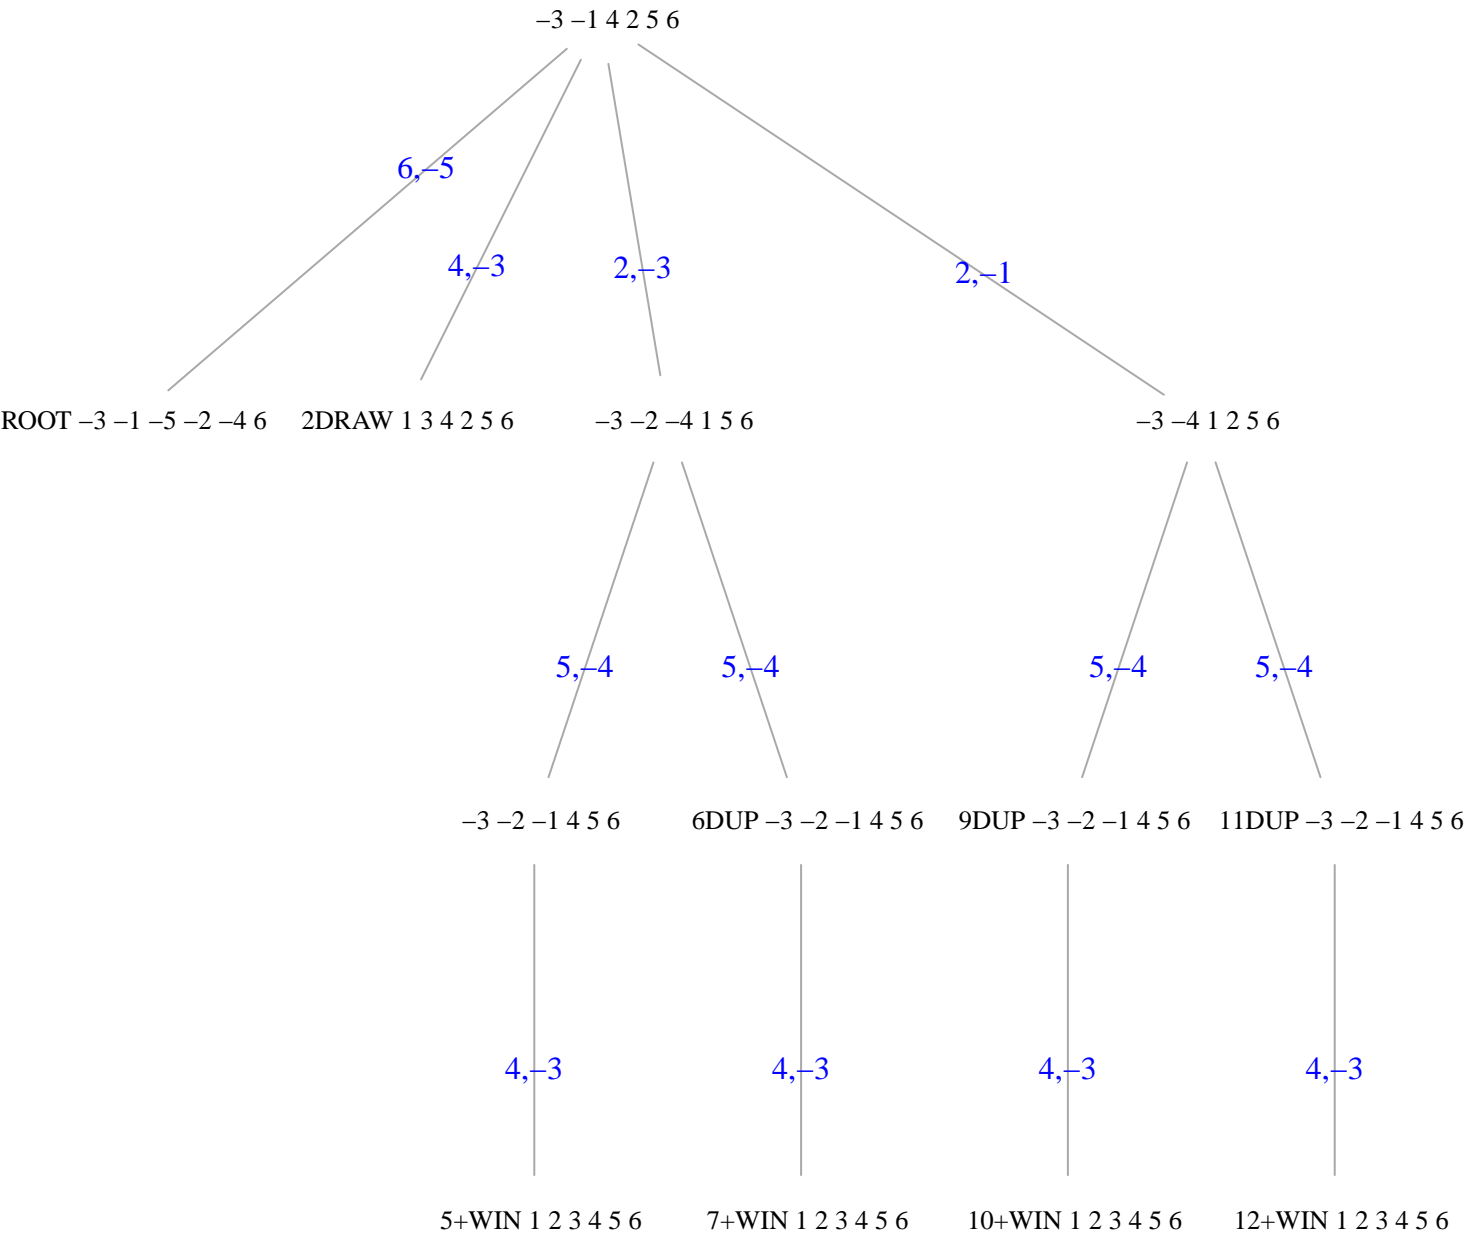 –3 –1 4 2 5 6
6,–5
4,–3
2,–3
2,–1
ROOT –3 –1 –5 –2 –4 6
2DRAW 1 3 4 2 5 6
–3 –2 –4 1 5 6
–3 –4 1 2 5 6
5,–4
5,–4
5,–4
5,–4
–3 –2 –1 4 5 6
6DUP –3 –2 –1 4 5 6
9DUP –3 –2 –1 4 5 6
11DUP –3 –2 –1 4 5 6
4,–3
4,–3
4,–3
4,–3
5+WIN 1 2 3 4 5 6
7+WIN 1 2 3 4 5 6
10+WIN 1 2 3 4 5 6
12+WIN 1 2 3 4 5 6